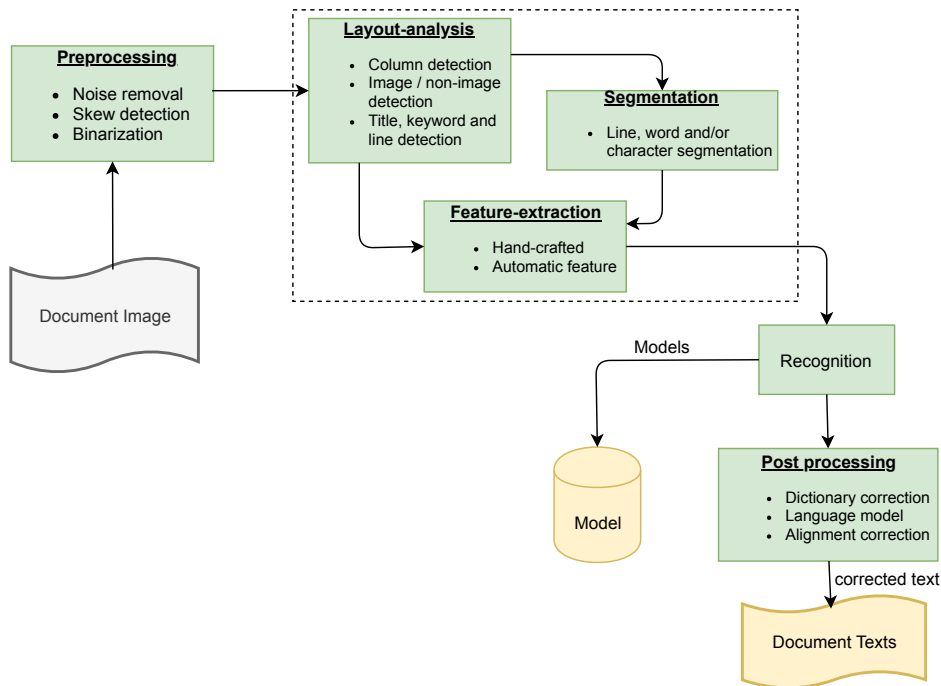 Preprocessing
• Noise removal
• Skew detection
• Binarization
Document Image
Layout-analysis
• Column detection
• Image / non-image
detection
• Title, keyword and
line detection
Segmentation
• Line, word and/or
character segmentation
Feature-extraction
• Hand-crafted
• Automatic feature
Recognition
Models
Model
Post processing
• Dictionary correction
• Language model
• Alignment correction
corrected text
Document Texts